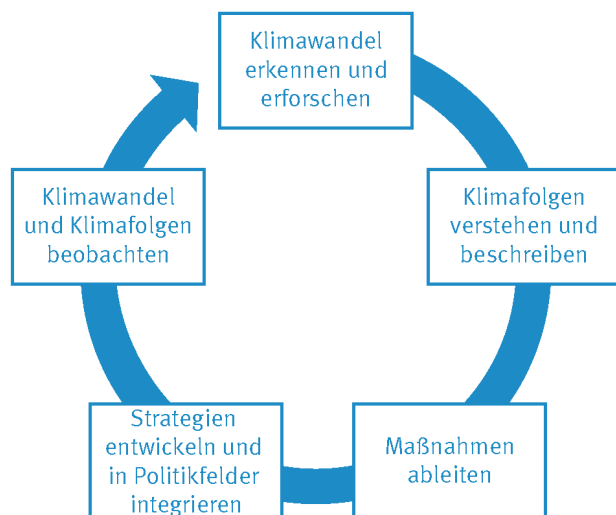 Klimawandel
erkennen und
erforschen
Klimafolgen
verstehen und
beschreiben
Maßnahmen
ableiten
Strategien
entwickeln und
in Politikfelder
integrieren
Klimawandel
und Klimafolgen
beobachten